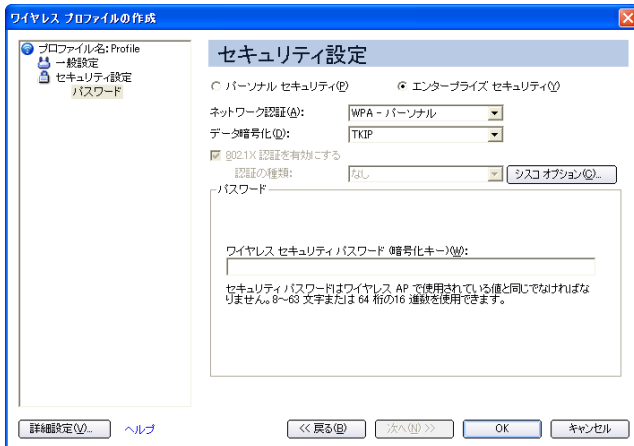 ワイヤレス プロファイルの作成
プロファイル名: Profile
一般設定
セキュリティ設定
パスワード
セキュリティ設定
パーソナル セキュリティ(P)
エンタープライズ セキュリティ(Y)
ネットワーク認証(A):
WPA - パーソナル
データ暗号化(D):
TKIP
802.1X 認証を有効にする
認証の種類:
なし
シスコ オプション(C)...
パスワード
ワイヤレス セキュリティ パスワード (暗号化キー)(W):
セキュリティ パスワードはワイヤレス AP で使用されている値と同じでなければな
りません。8～63 文字または 64 桁の16 進数を使用できます。
詳細設定(V)...
ヘルプ
<< 戻る(B)
次へ(N) >>
OK
キャンセル